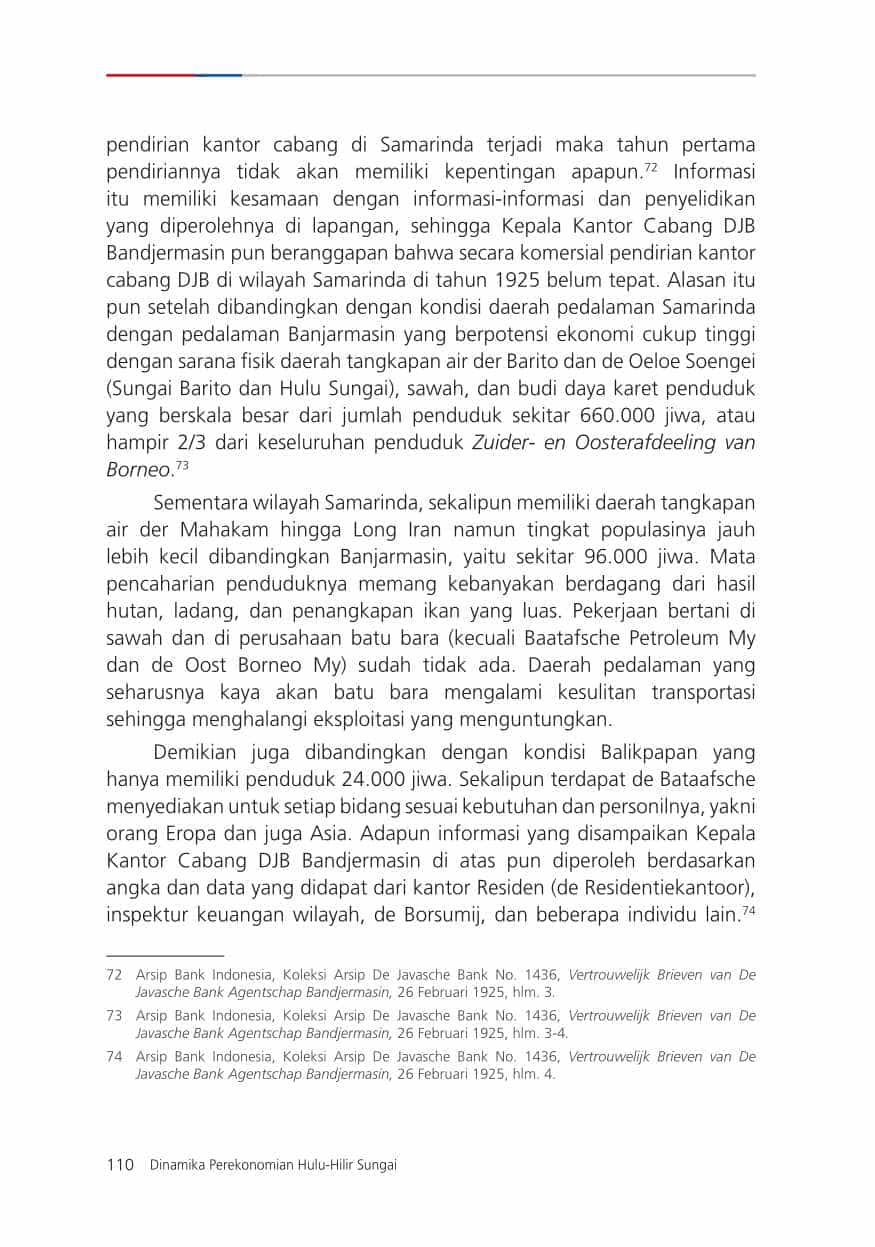 pendirian kantor cabang di Samarinda terjadi maka tahun pertama
pendiriannya tidak akan memiliki kepentingan apapun.72 Informasi
itu memiliki kesamaan dengan informasi-informasi dan penyelidikan
yang diperolehnya di lapangan, sehingga Kepala Kantor Cabang DJB
Bandjermasin pun beranggapan bahwa secara komersial pendirian kantor
cabang DJB di wilayah Samarinda di tahun 1925 belum tepat. Alasan itu
pun setelah dibandingkan dengan kondisi daerah pedalaman Samarinda
dengan pedalaman Banjarmasin yang berpotensi ekonomi cukup tinggi
dengan sarana fisik daerah tangkapan air der Barito dan de Oeloe Soengei
(Sungai Barito dan Hulu Sungai), sawah, dan budi daya karet penduduk
yang berskala besar dari jumlah penduduk sekitar 660.000 jiwa, atau
hampir 2/3 dari keseluruhan penduduk Zuider- en Oosterafdeeling van
Borneo.73
Sementara wilayah Samarinda, sekalipun memiliki daerah tangkapan
air der Mahakam hingga Long Iran namun tingkat populasinya jauh
lebih kecil dibandingkan Banjarmasin, yaitu sekitar 96.000 jiwa. Mata
pencaharian penduduknya memang kebanyakan berdagang dari hasil
hutan, ladang, dan penangkapan ikan yang luas. Pekerjaan bertani di
sawah dan di perusahaan batu bara (kecuali Baatafsche Petroleum My
dan de Oost Borneo My) sudah tidak ada. Daerah pedalaman yang
seharusnya kaya akan batu bara mengalami kesulitan transportasi
sehingga menghalangi eksploitasi yang menguntungkan.
Demikian juga dibandingkan dengan kondisi Balikpapan yang
hanya memiliki penduduk 24.000 jiwa. Sekalipun terdapat de Bataafsche
menyediakan untuk setiap bidang sesuai kebutuhan dan personilnya, yakni
orang Eropa dan juga Asia. Adapun informasi yang disampaikan Kepala
Kantor Cabang DJB Bandjermasin di atas pun diperoleh berdasarkan
angka dan data yang didapat dari kantor Residen (de Residentiekantoor),
inspektur keuangan wilayah, de Borsumij, dan beberapa individu lain.74
72 Arsip Bank Indonesia, Koleksi Arsip De Javasche Bank No. 1436, Vertrouwelijk Brieven van De
Javasche Bank Agentschap Bandjermasin, 26 Februari 1925, hlm. 3.
73 Arsip Bank Indonesia, Koleksi Arsip De Javasche Bank No. 1436, Vertrouwelijk Brieven van De
Javasche Bank Agentschap Bandjermasin, 26 Februari 1925, hlm. 3-4.
74 Arsip Bank Indonesia, Koleksi Arsip De Javasche Bank No. 1436, Vertrouwelijk Brieven van De
Javasche Bank Agentschap Bandjermasin, 26 Februari 1925, hlm. 4.
110 Dinamika Perekonomian Hulu-Hilir Sungai